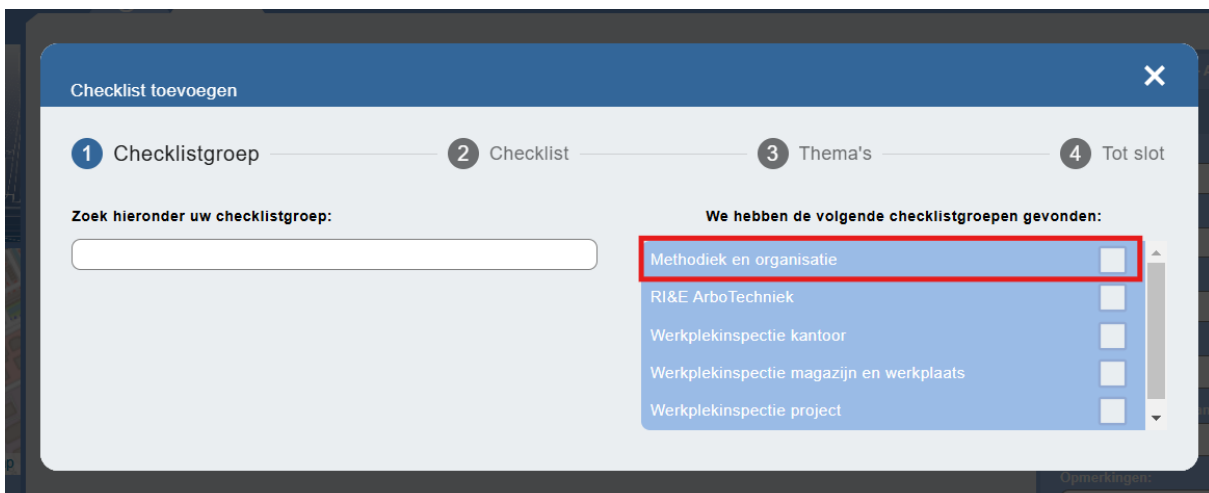 Checklist toevoegen
1 Checklistgroep 2 Checklist 3 Thema's 4 Tot slot
Zoek hieronder uw checklistgroep:
We hebben de volgende checklistgroepen gevonden:
Methodiek en organisatie
RI&E ArboTechniek
Werkplekinspectie kantoor
Werkplekinspectie magazijn en werkplaats
Werkplekinspectie project
Opmerkingen: